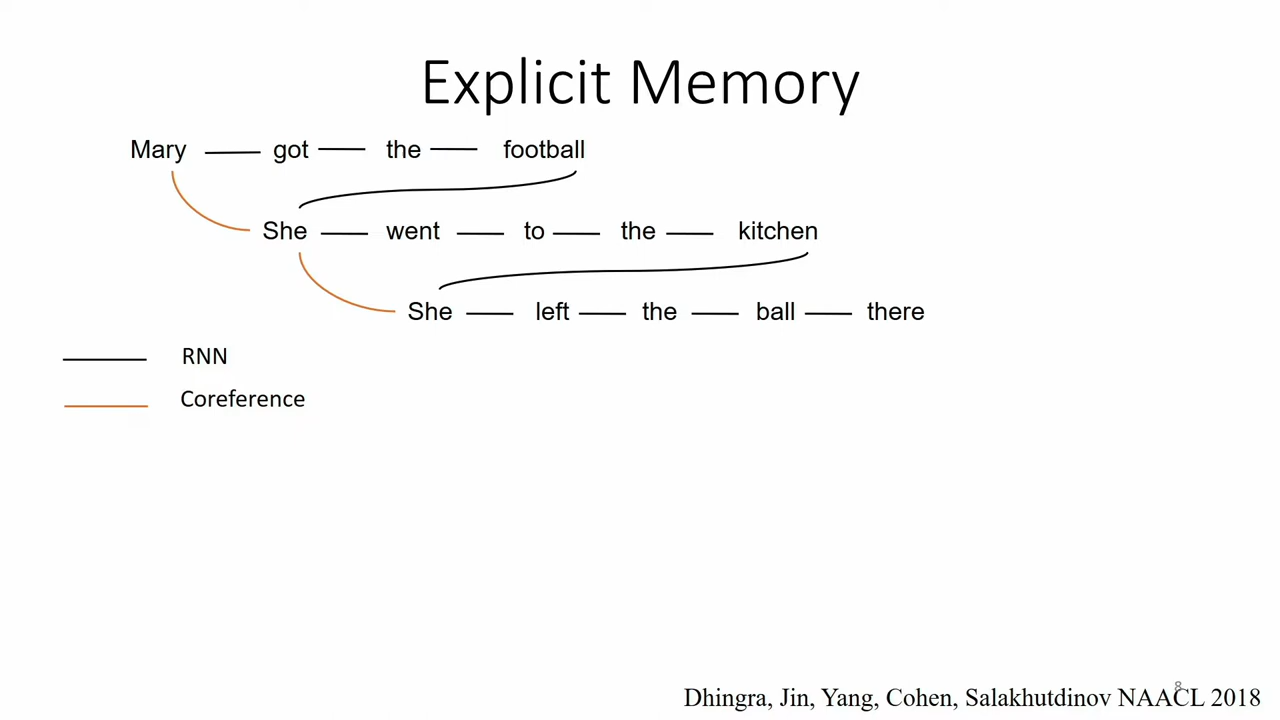 Explicit Memory
Mary got the football
She went to the kitchen
She left the ball there
RNN
Coreference
8
Dhingra, Jin, Yang, Cohen, Salakhutdinov NAACL 2018